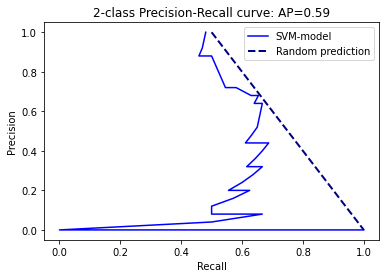 2-class Precision-Recall curve: AP=0.59
SVM-model
Random prediction
Precision
1.0
0.8
0.6
0.4
0.2
0.0
0.0 0.2 0.4 0.6 0.8 1.0
Recall